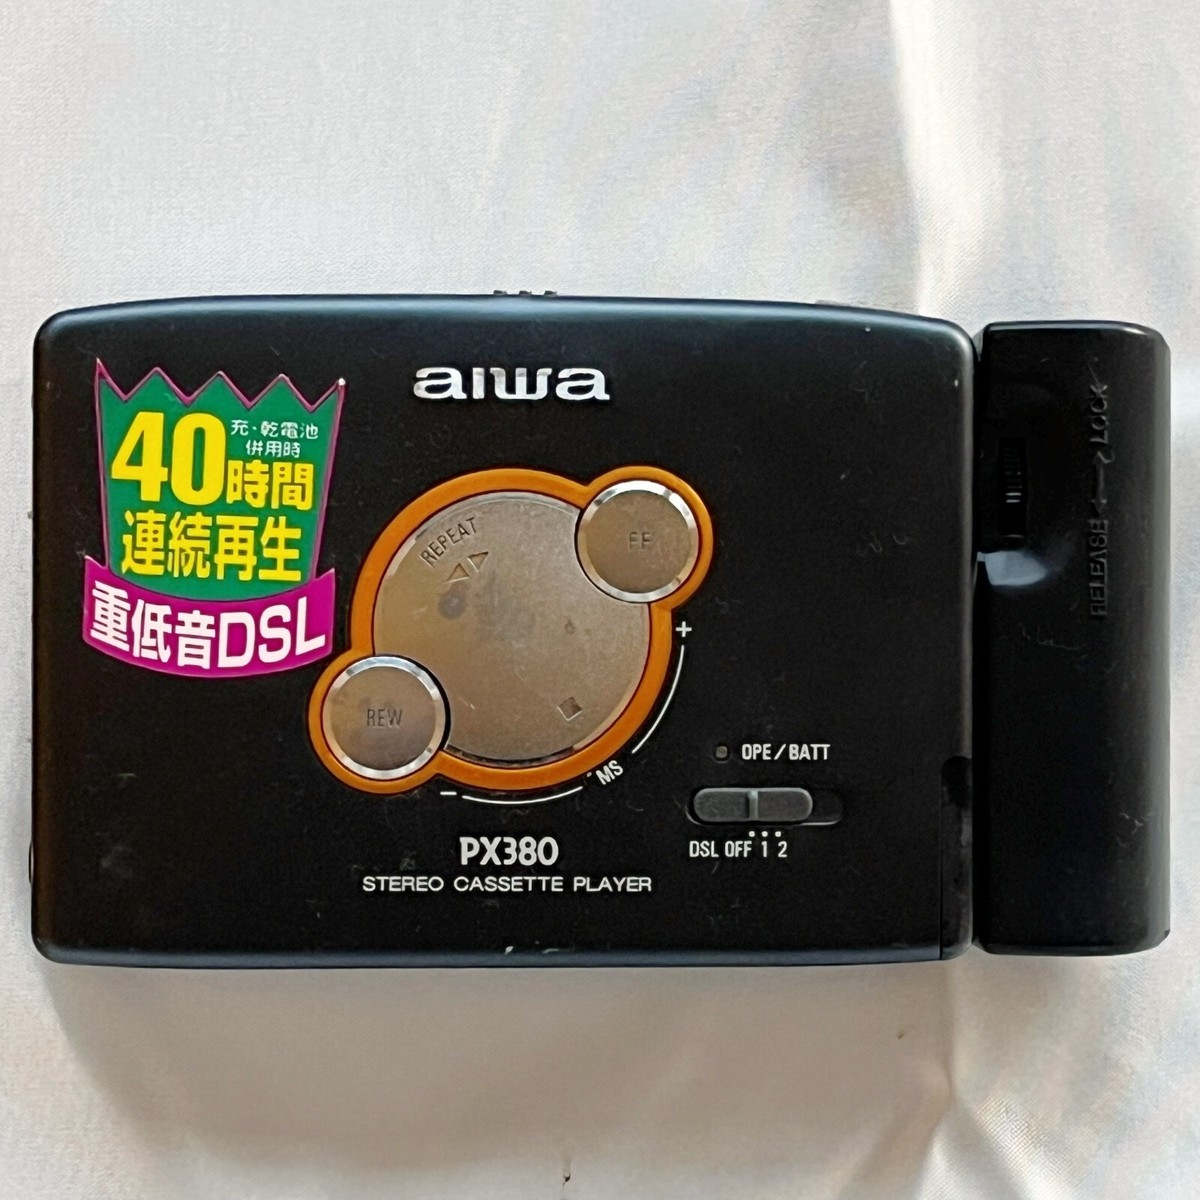 aiwa
充・乾電池
併用時
40時間
連続再生
重低音DSL
REPEAT
FF
REW
+
MS
−
OPE/BATT
DSL OFF 1 2
PX380
STEREO CASSETTE PLAYER
RELEASE ↔ LOCK